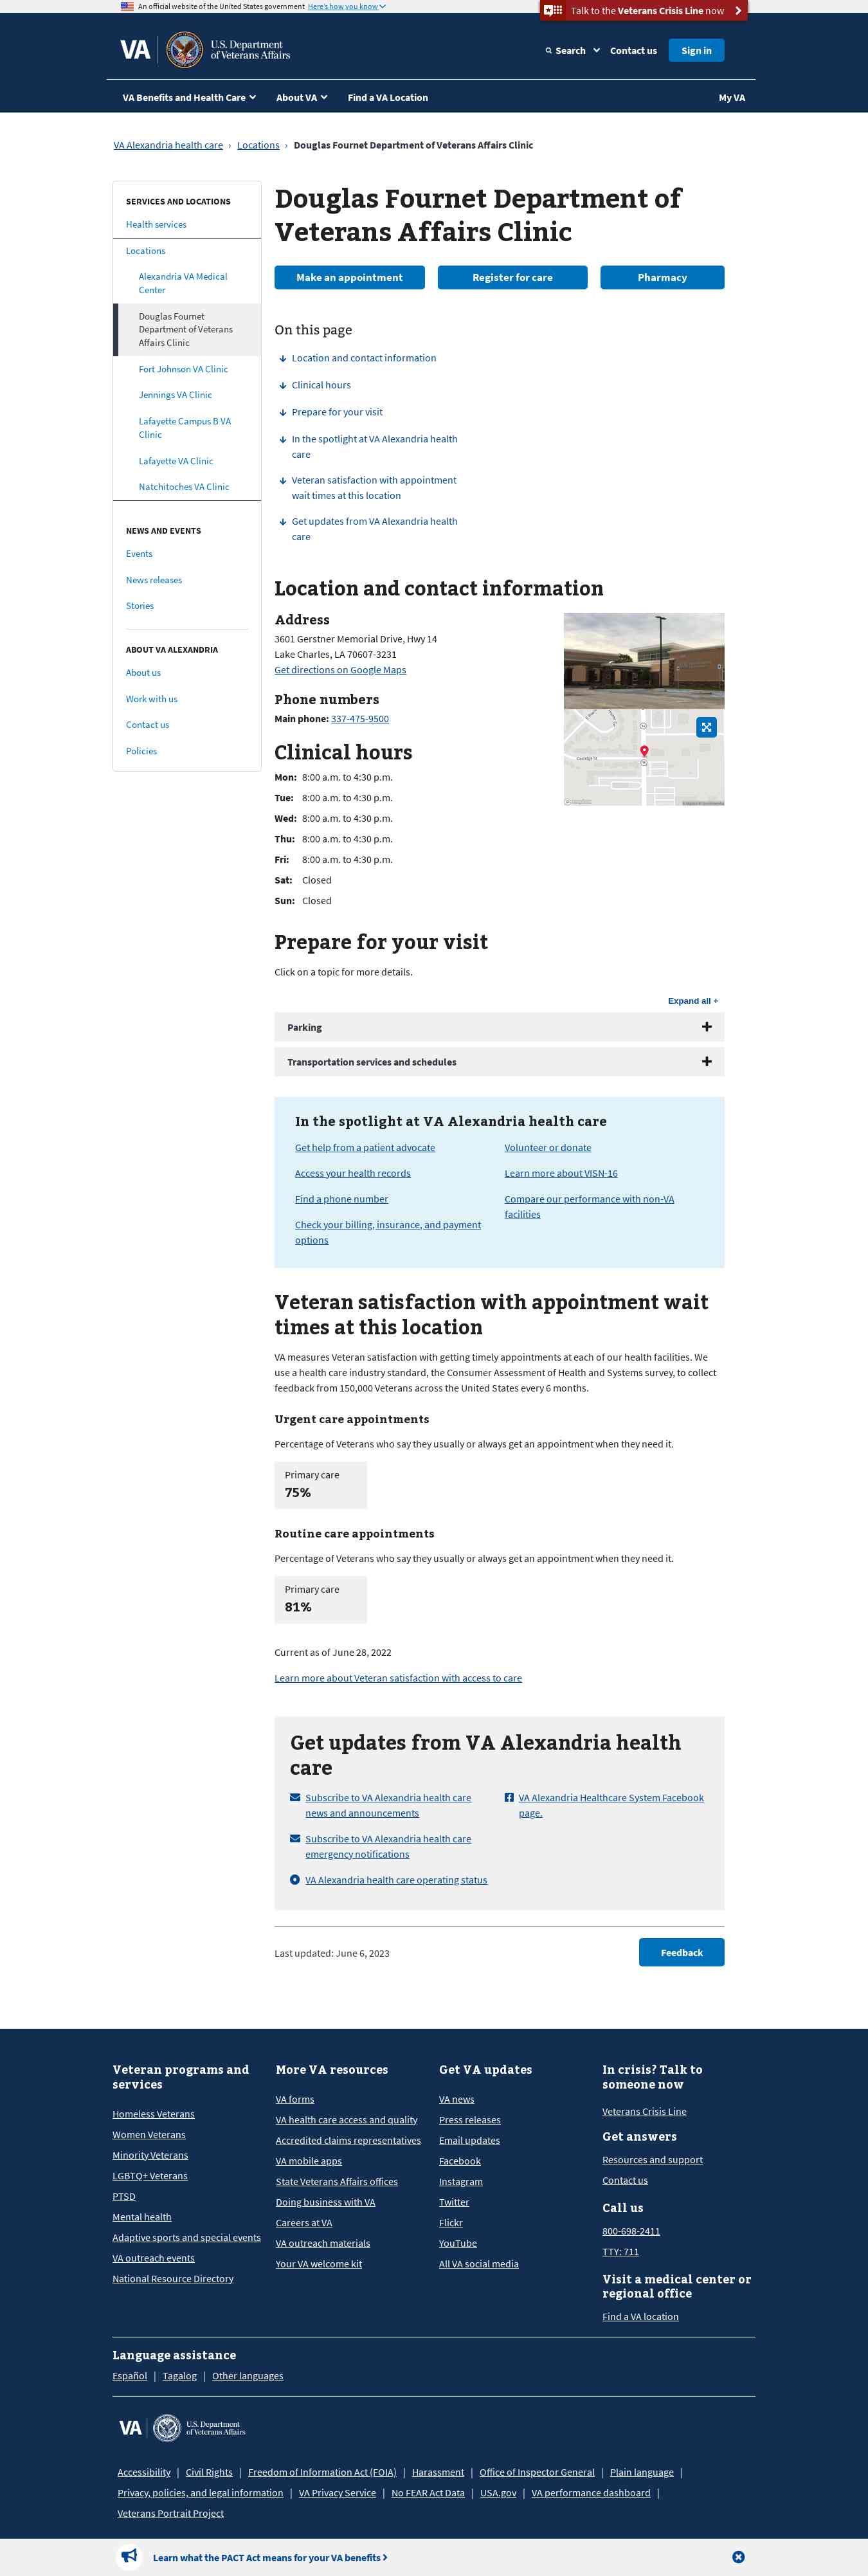 An official website of the United States government Here's how you know
Talk to the Veterans Crisis Line now
VA
U.S. Department
of Veterans Affairs
Search
Contact us
Sign in
VA Benefits and Health Care
About VA
Find a VA Location
My VA
VA Alexandria health care › Locations › Douglas Fournet Department of Veterans Affairs Clinic
SERVICES AND LOCATIONS
Health services
Locations
Alexandria VA Medical
Center
Douglas Fournet
Department of Veterans
Affairs Clinic
Fort Johnson VA Clinic
Jennings VA Clinic
Lafayette Campus B VA
Clinic
Lafayette VA Clinic
Natchitoches VA Clinic
NEWS AND EVENTS
Events
News releases
Stories
ABOUT VA ALEXANDRIA
About us
Work with us
Contact us
Policies
Douglas Fournet Department of
Veterans Affairs Clinic
Make an appointment
Register for care
Pharmacy
On this page
Location and contact information
Clinical hours
Prepare for your visit
In the spotlight at VA Alexandria health
care
Veteran satisfaction with appointment
wait times at this location
Get updates from VA Alexandria health
care
Location and contact information
Address
3601 Gerstner Memorial Drive, Hwy 14
Lake Charles, LA 70607-3231
Get directions on Google Maps
Phone numbers
Main phone: 337-475-9500
Clinical hours
Mon: 8:00 a.m. to 4:30 p.m.
Tue: 8:00 a.m. to 4:30 p.m.
Wed: 8:00 a.m. to 4:30 p.m.
Thu: 8:00 a.m. to 4:30 p.m.
Fri: 8:00 a.m. to 4:30 p.m.
Sat: Closed
Sun: Closed
Prepare for your visit
Click on a topic for more details.
Expand all +
Parking
Transportation services and schedules
In the spotlight at VA Alexandria health care
Get help from a patient advocate
Access your health records
Find a phone number
Check your billing, insurance, and payment
options
Volunteer or donate
Learn more about VISN-16
Compare our performance with non-VA
facilities
Veteran satisfaction with appointment wait
times at this location
VA measures Veteran satisfaction with getting timely appointments at each of our health facilities. We
use a health care industry standard, the Consumer Assessment of Health and Systems survey, to collect
feedback from 150,000 Veterans across the United States every 6 months.
Urgent care appointments
Percentage of Veterans who say they usually or always get an appointment when they need it.
Primary care
75%
Routine care appointments
Percentage of Veterans who say they usually or always get an appointment when they need it.
Primary care
81%
Current as of June 28, 2022
Learn more about Veteran satisfaction with access to care
Get updates from VA Alexandria health
care
Subscribe to VA Alexandria health care
news and announcements
Subscribe to VA Alexandria health care
emergency notifications
VA Alexandria health care operating status
VA Alexandria Healthcare System Facebook
page.
Last updated: June 6, 2023
Feedback
Veteran programs and
services
Homeless Veterans
Women Veterans
Minority Veterans
LGBTQ+ Veterans
PTSD
Mental health
Adaptive sports and special events
VA outreach events
National Resource Directory
More VA resources
VA forms
VA health care access and quality
Accredited claims representatives
VA mobile apps
State Veterans Affairs offices
Doing business with VA
Careers at VA
VA outreach materials
Your VA welcome kit
Get VA updates
VA news
Press releases
Email updates
Facebook
Instagram
Twitter
Flickr
YouTube
All VA social media
In crisis? Talk to
someone now
Veterans Crisis Line
Get answers
Resources and support
Contact us
Call us
800-698-2411
TTY: 711
Visit a medical center or
regional office
Find a VA location
Language assistance
Español | Tagalog | Other languages
VA
U.S. Department
of Veterans Affairs
Accessibility | Civil Rights | Freedom of Information Act (FOIA) | Harassment | Office of Inspector General | Plain language |
Privacy, policies, and legal information | VA Privacy Service | No FEAR Act Data | USA.gov | VA performance dashboard |
Veterans Portrait Project
Learn what the PACT Act means for your VA benefits